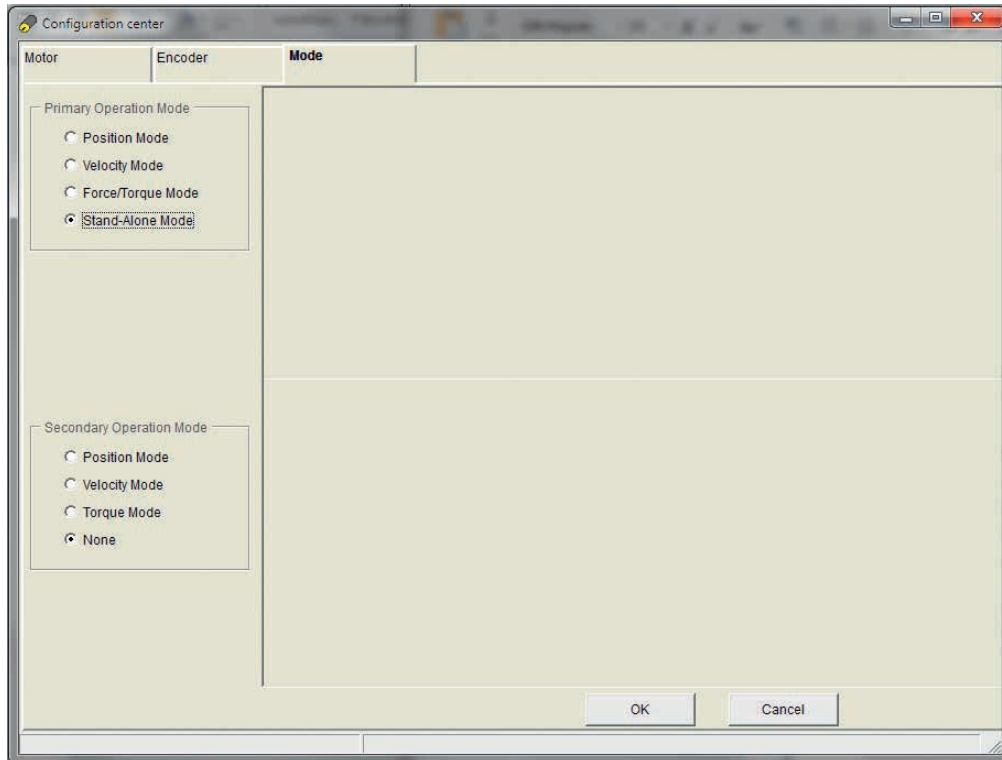 Configuration center
Motor Encoder Mode
Primary Operation Mode
Position Mode
Velocity Mode
Force/Torque Mode
Stand-Alone Mode
Secondary Operation Mode
Position Mode
Velocity Mode
Torque Mode
None
OK Cancel